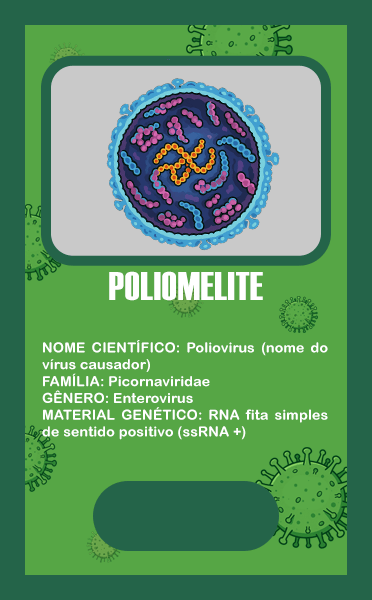 POLIOMELITE
NOME CIENTÍFICO: Poliovirus (nome do
vírus causador)
FAMÍLIA: Picornaviridae
GÊNERO: Enterovirus
MATERIAL GENÉTICO: RNA fita simples
de sentido positivo (ssRNA +)